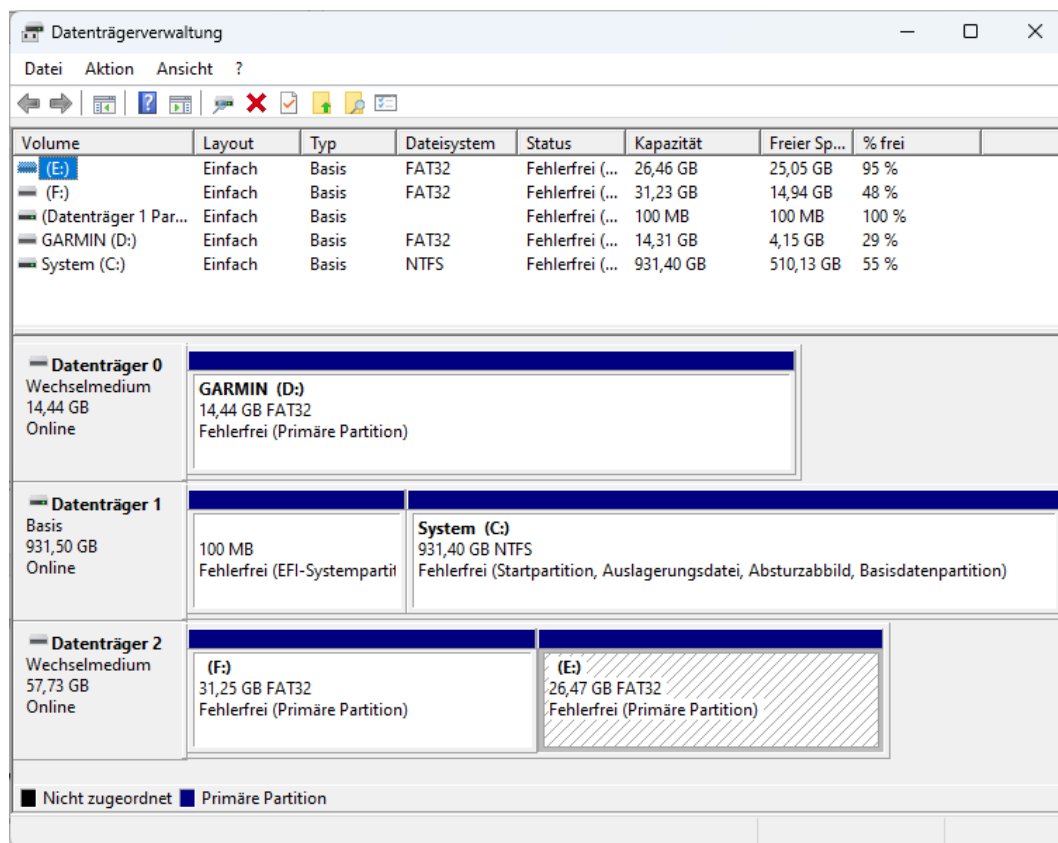 Datenträgerverwaltung
Datei Aktion Ansicht ?
Volume Layout Typ Dateisystem Status Kapazität Freier Sp... % frei
(E:) Einfach Basis FAT32 Fehlerfrei (... 26,46 GB 25,05 GB 95 %
(F:) Einfach Basis FAT32 Fehlerfrei (... 31,23 GB 14,94 GB 48 %
(Datenträger 1 Par... Einfach Basis Fehlerfrei (... 100 MB 100 MB 100 %
GARMIN (D:) Einfach Basis FAT32 Fehlerfrei (... 14,31 GB 4,15 GB 29 %
System (C:) Einfach Basis NTFS Fehlerfrei (... 931,40 GB 510,13 GB 55 %
Datenträger 0
Wechselmedium
14,44 GB
Online
GARMIN (D:)
14,44 GB FAT32
Fehlerfrei (Primäre Partition)
Datenträger 1
Basis
931,50 GB
Online
100 MB
Fehlerfrei (EFI-Systempartit
System (C:)
931,40 GB NTFS
Fehlerfrei (Startpartition, Auslagerungsdatei, Absturzabbild, Basisdatenpartition)
Datenträger 2
Wechselmedium
57,73 GB
Online
(F:)
31,25 GB FAT32
Fehlerfrei (Primäre Partition)
(E:)
26,47 GB FAT32
Fehlerfrei (Primäre Partition)
Nicht zugeordnet Primäre Partition